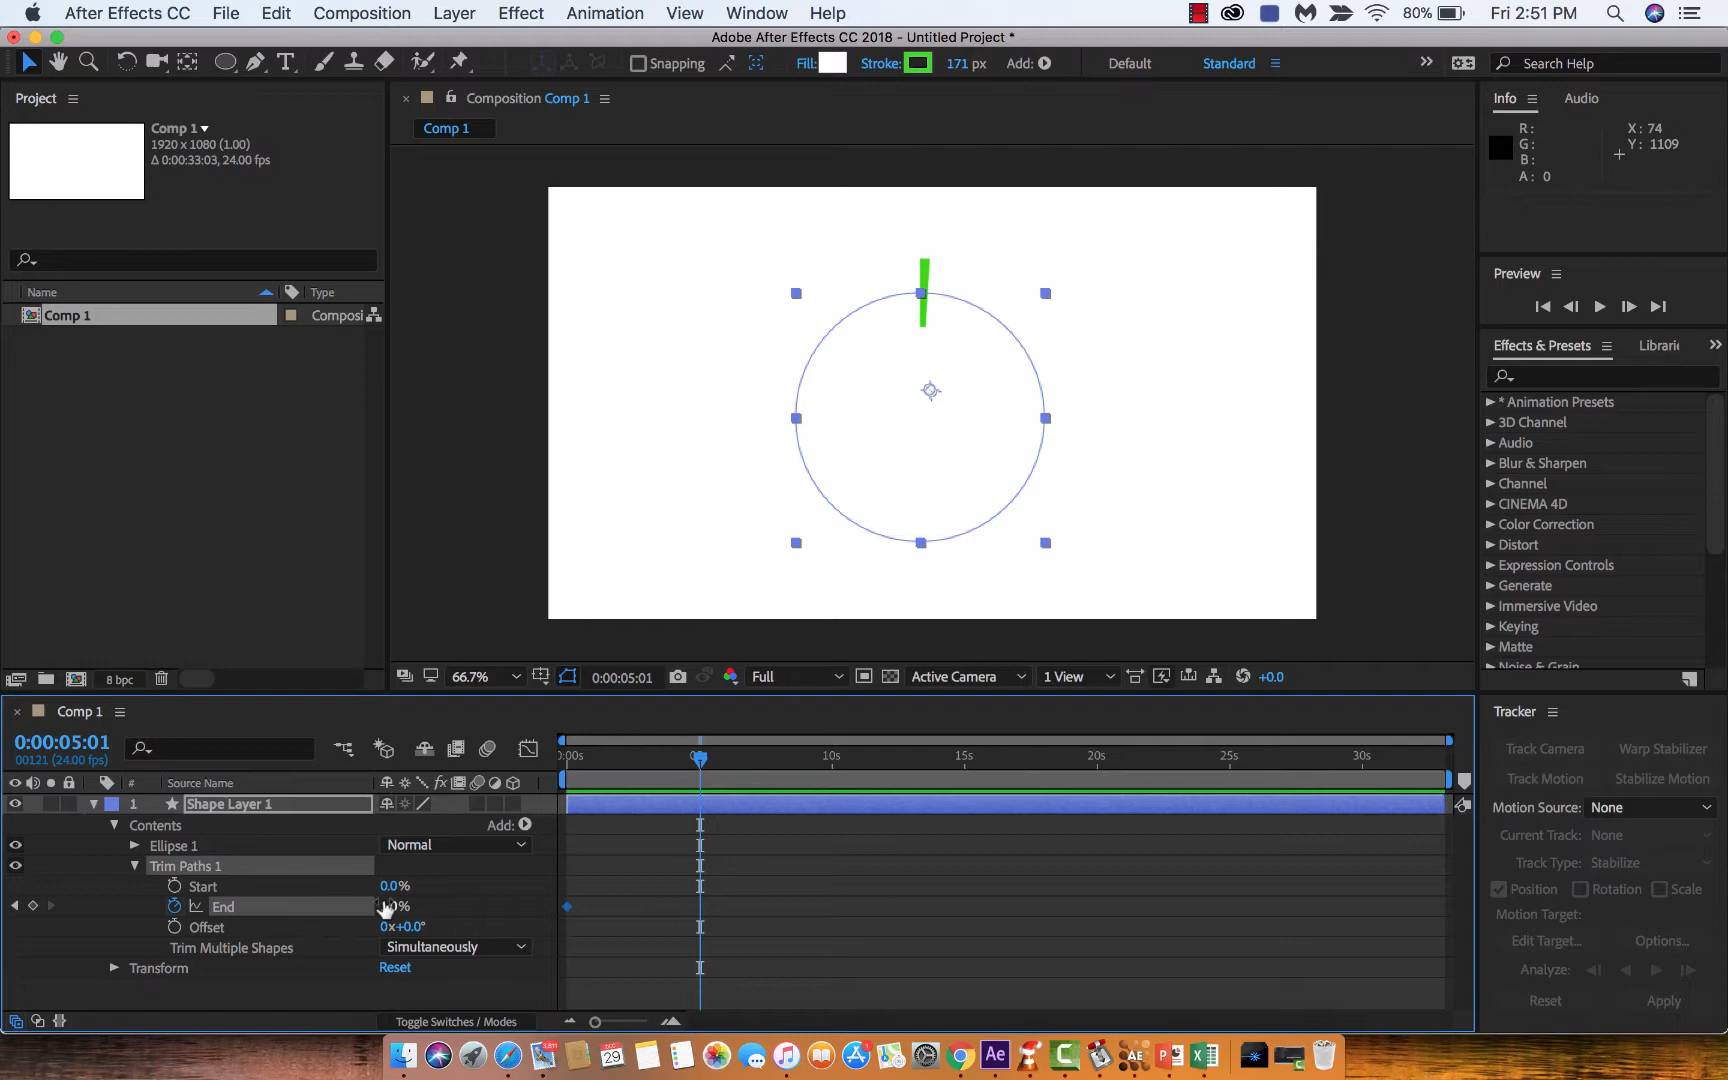 After Effects CC File Edit Composition Layer Effect Animation View Window Help 80% Fri 2:51 PM
Adobe After Effects CC 2018 - Untitled Project *
Snapping Fill: Stroke: 171 px Add: Default Standard Search Help
Project
Comp 1
1920 x 1080 (1.00)
Δ 0:00:33:03, 24.00 fps
Name Type
Comp 1 Composi
8 bpc
Composition Comp 1
Comp 1
66.7% 0:00:05:01 Full Active Camera 1 View +0.0
Info Audio
R: X: 74
G: Y: 1109
B:
A: 0
Preview
Effects & Presets Librari
* Animation Presets
3D Channel
Audio
Blur & Sharpen
Channel
CINEMA 4D
Color Correction
Distort
Expression Controls
Generate
Immersive Video
Keying
Matte
Noise & Grain
Comp 1
0:00:05:01
00121 (24.00 fps)
:00s 10s 15s 20s 25s 30s
# Source Name fx
1 Shape Layer 1
Contents Add:
Ellipse 1 Normal
Trim Paths 1
Start 0.0%
End %
Offset 0x+0.0°
Trim Multiple Shapes Simultaneously
Transform Reset
Toggle Switches / Modes
Tracker
Track Camera Warp Stabilizer
Track Motion Stabilize Motion
Motion Source: None
Current Track: None
Track Type: Stabilize
Position Rotation Scale
Motion Target:
Edit Target... Options...
Analyze:
Reset Apply